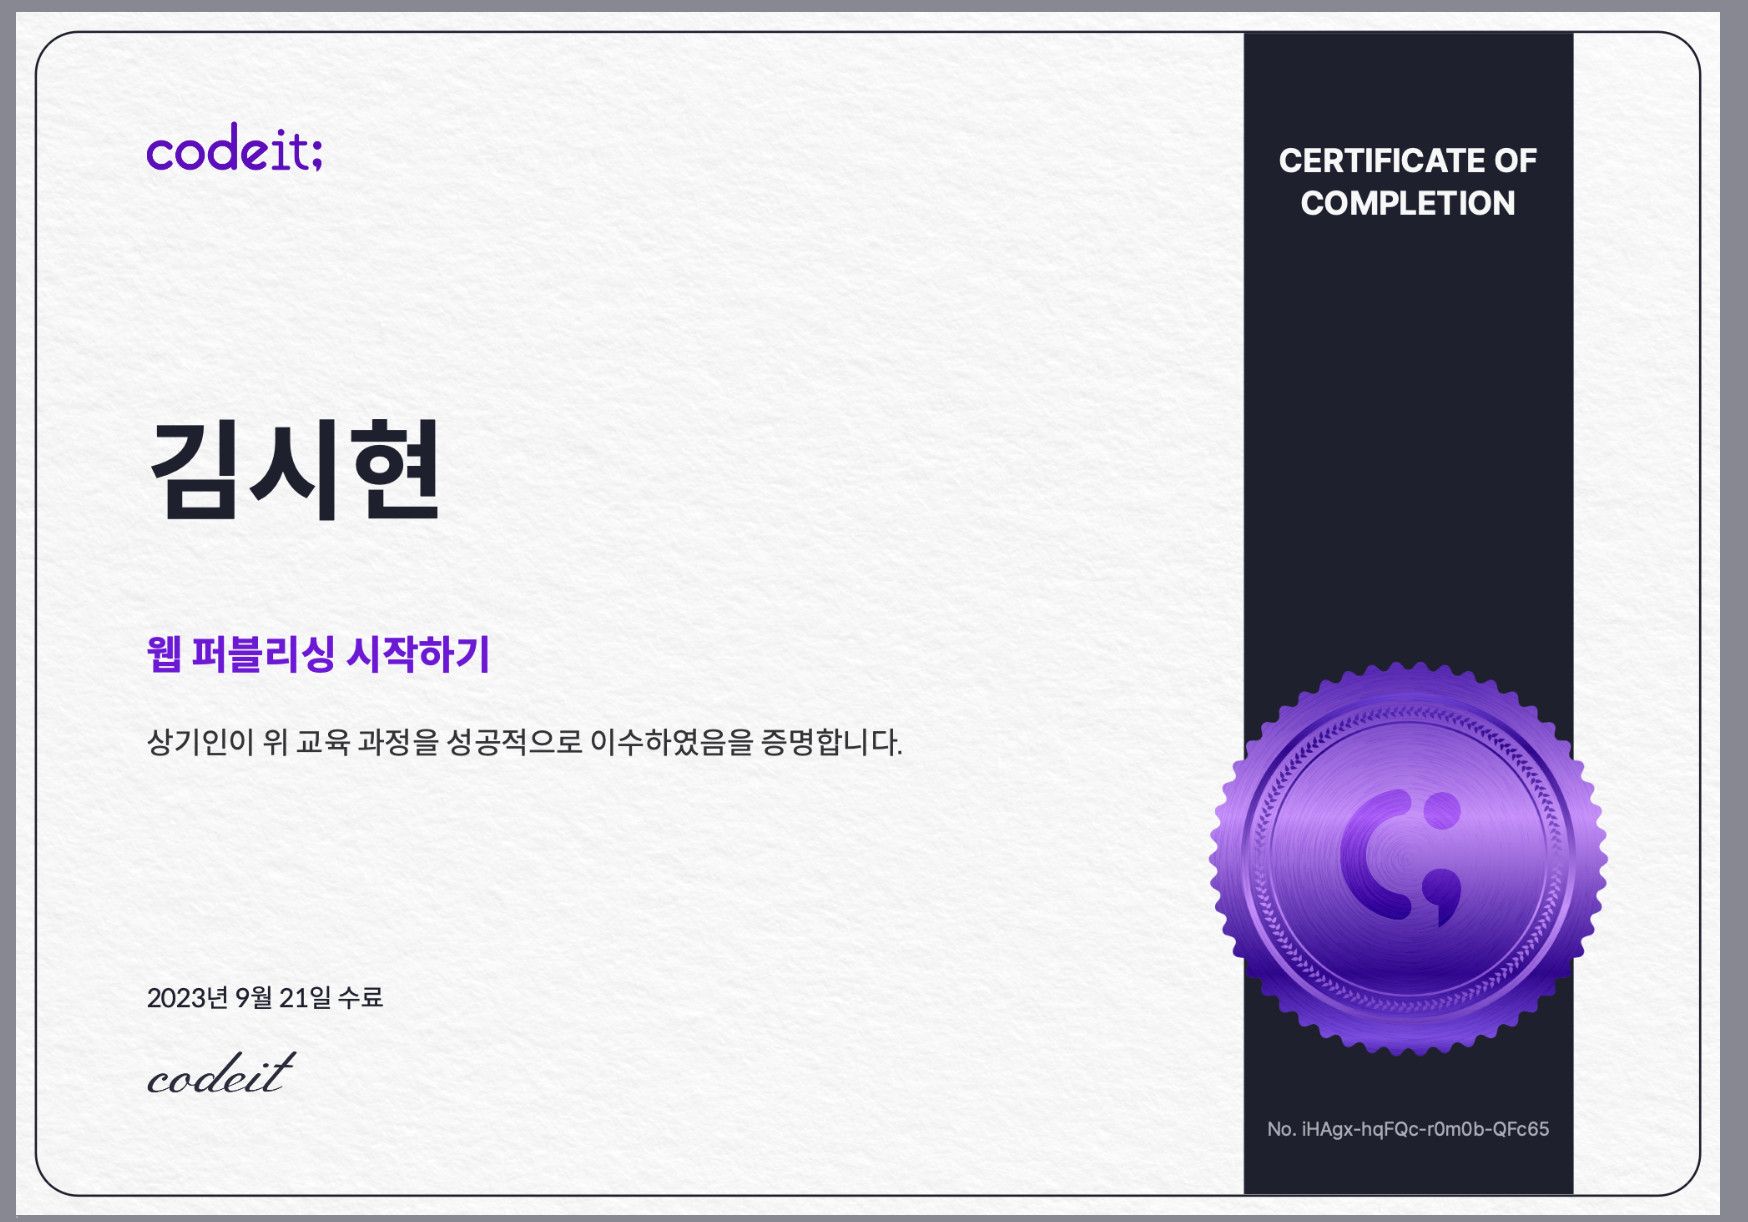 codeit;
CERTIFICATE OF
COMPLETION
김시현
웹 퍼블리싱 시작하기
상기인이 위 교육 과정을 성공적으로 이수하였음을 증명합니다.
2023년 9월 21일 수료
codeit
No. iHAgx-hqFQc-r0m0b-QFc65